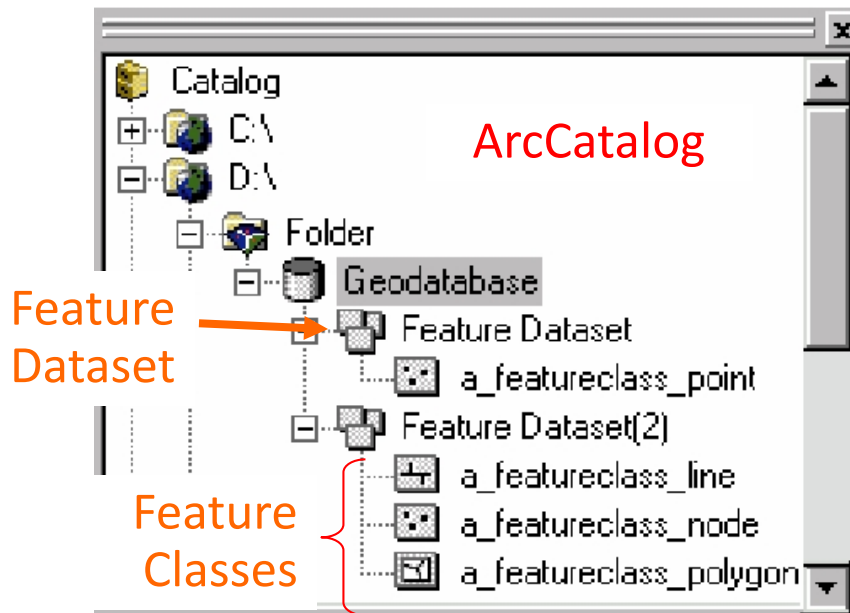 Catalog
C:\
ArcCatalog
D:\
Folder
Geodatabase
Feature
Dataset
Feature Dataset
a_featureclass_point
Feature Dataset(2)
a_featureclass_line
Feature
Classes
a_featureclass_node
a_featureclass_polygon